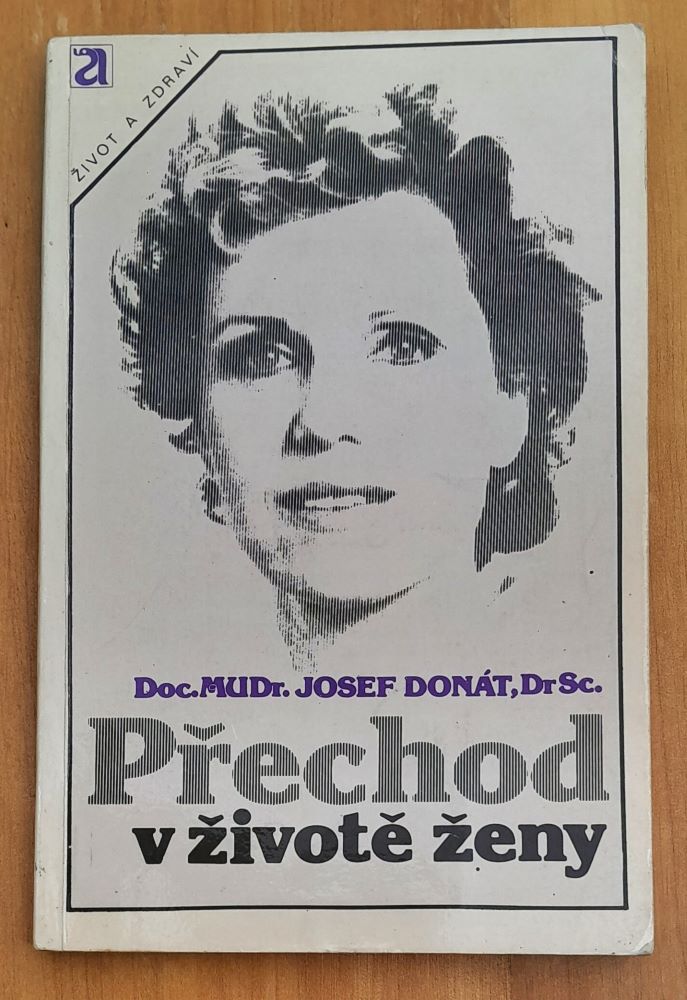 ŽIVOT A ZDRAVÍ
Doc. MUDr. JOSEF DONÁT, DrSc.
Přechod
v životě ženy